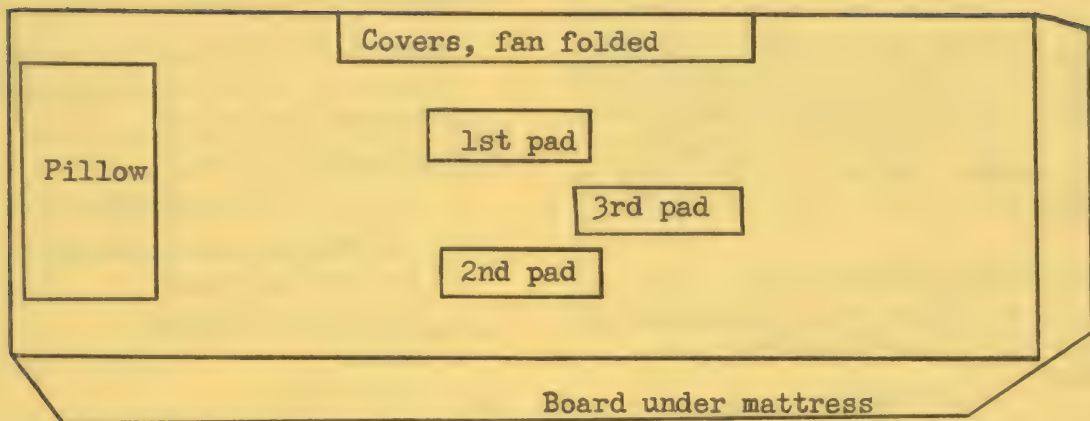 Covers, fan folded
1st pad
Pillow
3rd pad
2nd pad
Board under mattress